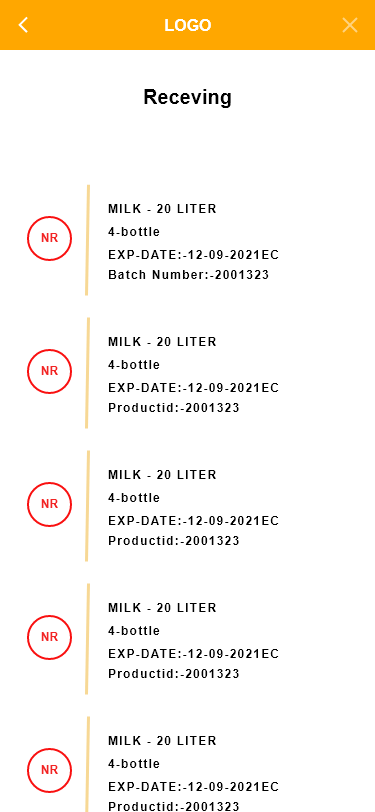 LOGO
Receving
MILK - 20 LITER
4-bottle
NR
EXP-DATE:-12-09-2021EC
Batch Number:-2001323
MILK - 20 LITER
4-bottle
NR
EXP-DATE:-12-09-2021EC
Productid:-2001323
MILK - 20 LITER
4-bottle
NR
EXP-DATE:-12-09-2021EC
Productid:-2001323
MILK - 20 LITER
4-bottle
NR
EXP-DATE:-12-09-2021EC
Productid:-2001323
MILK - 20 LITER
4-bottle
NR
EXP-DATE:-12-09-2021EC
Productid:-2001323